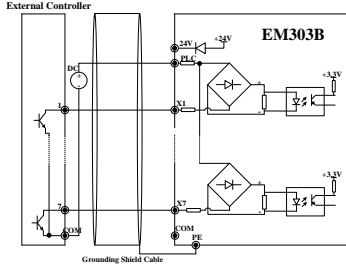 External Controller
EM303B
+24V
24V
PLC
DC
+3.3V
1
X1
+
-
+3.3V
7
X7
+
-
COM
COM
PE
Grounding Shield Cable